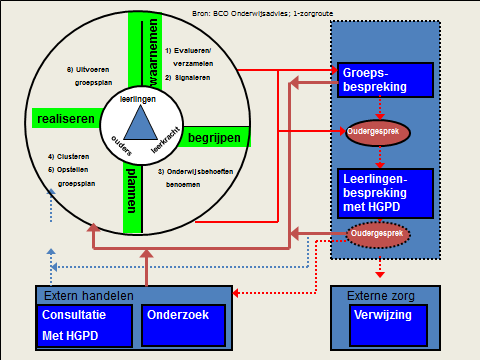 Bron: BCO Onderwijsadvies; 1-zorgroute
waarnemen
1) Evalueren/
verzamelen
2) Signaleren
6) Uitvoeren
groepsplan
leerlingen
realiseren
ouders
leerkracht
begrijpen
4) Clusteren
5) Opstellen
groepsplan
plannen
3) Onderwijsbehoeften
benoemen
Groeps-
bespreking
Oudergesprek
Leerlingen-
bespreking
met HGPD
Oudergesprek
Extern handelen
Consultatie
Met HGPD
Onderzoek
Externe zorg
Verwijzing